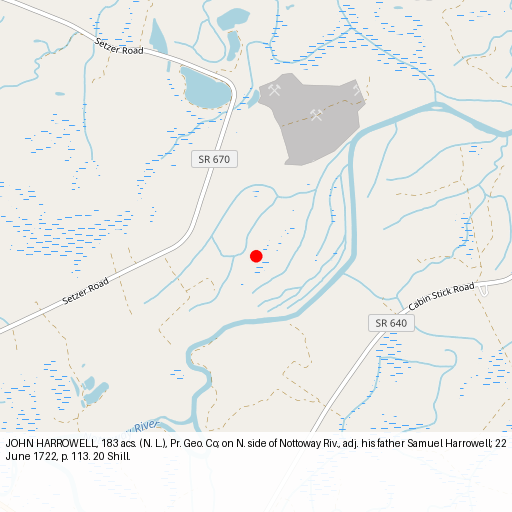 Setzer Road
SR 670
Setzer Road
Cabin Stick Road
SR 640
River
JOHN HARROWELL, 183 acs. (N. L.), Pr. Geo. Co; on N. side of Nottoway Riv., adj. his father Samuel Harrowell; 22
June 1722, p. 113. 20 Shill.